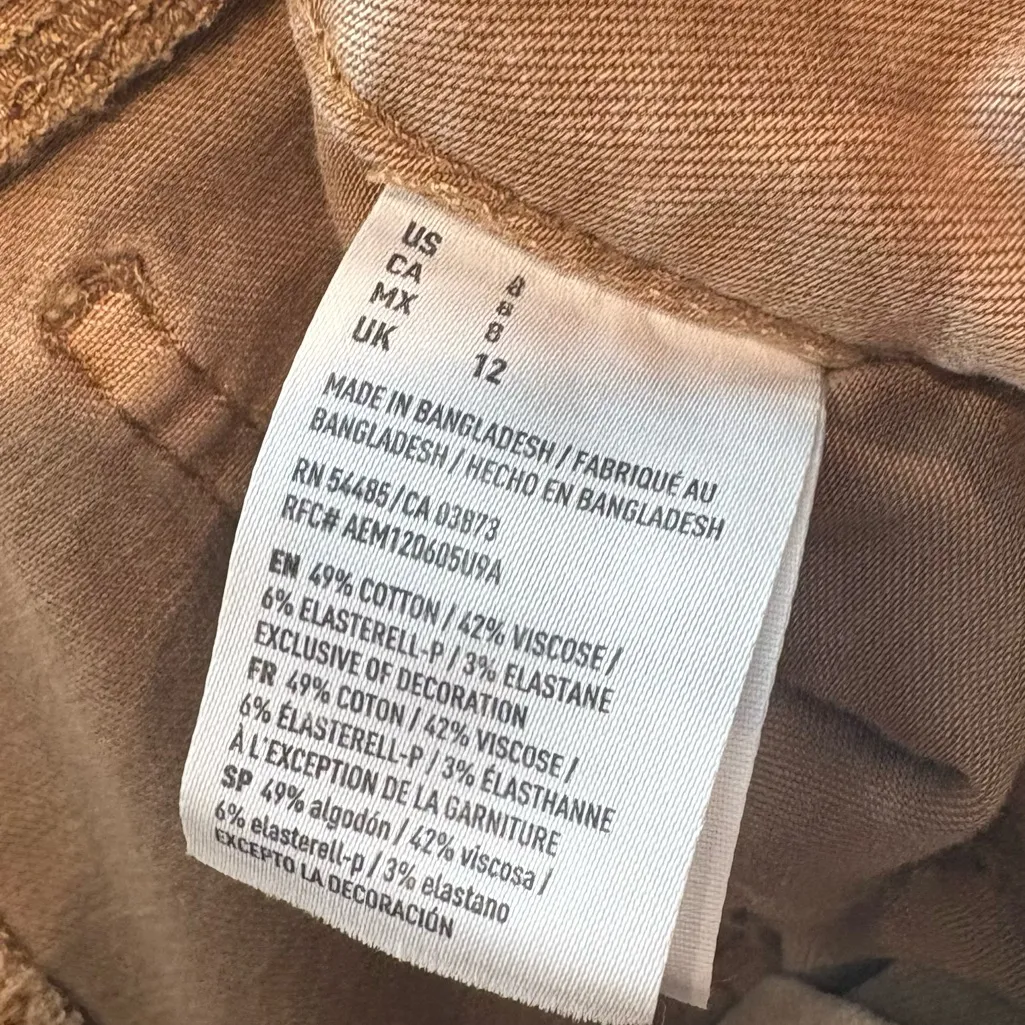 US 8
CA 8
MX 8
UK 12
MADE IN BANGLADESH / FABRIQUÉ AU
BANGLADESH / HECHO EN BANGLADESH
RN 54485 / CA 03873
RFC# AEM120605U9A
EN 49% COTTON / 42% VISCOSE /
6% ELASTERELL-P / 3% ELASTANE
EXCLUSIVE OF DECORATION
FR 49% COTON / 42% VISCOSE /
6% ÉLASTERELL-P / 3% ÉLASTHANNE
À L'EXCEPTION DE LA GARNITURE
SP 49% algodón / 42% viscosa /
6% elasterell-p / 3% elastano
EXCEPTO LA DECORACIÓN